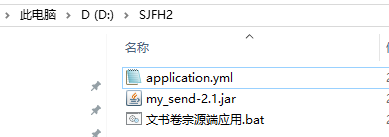 此电脑 > D (D:) > SJFH2
名称
application.yml
my_send-2.1.jar
文书卷宗源端应用.bat